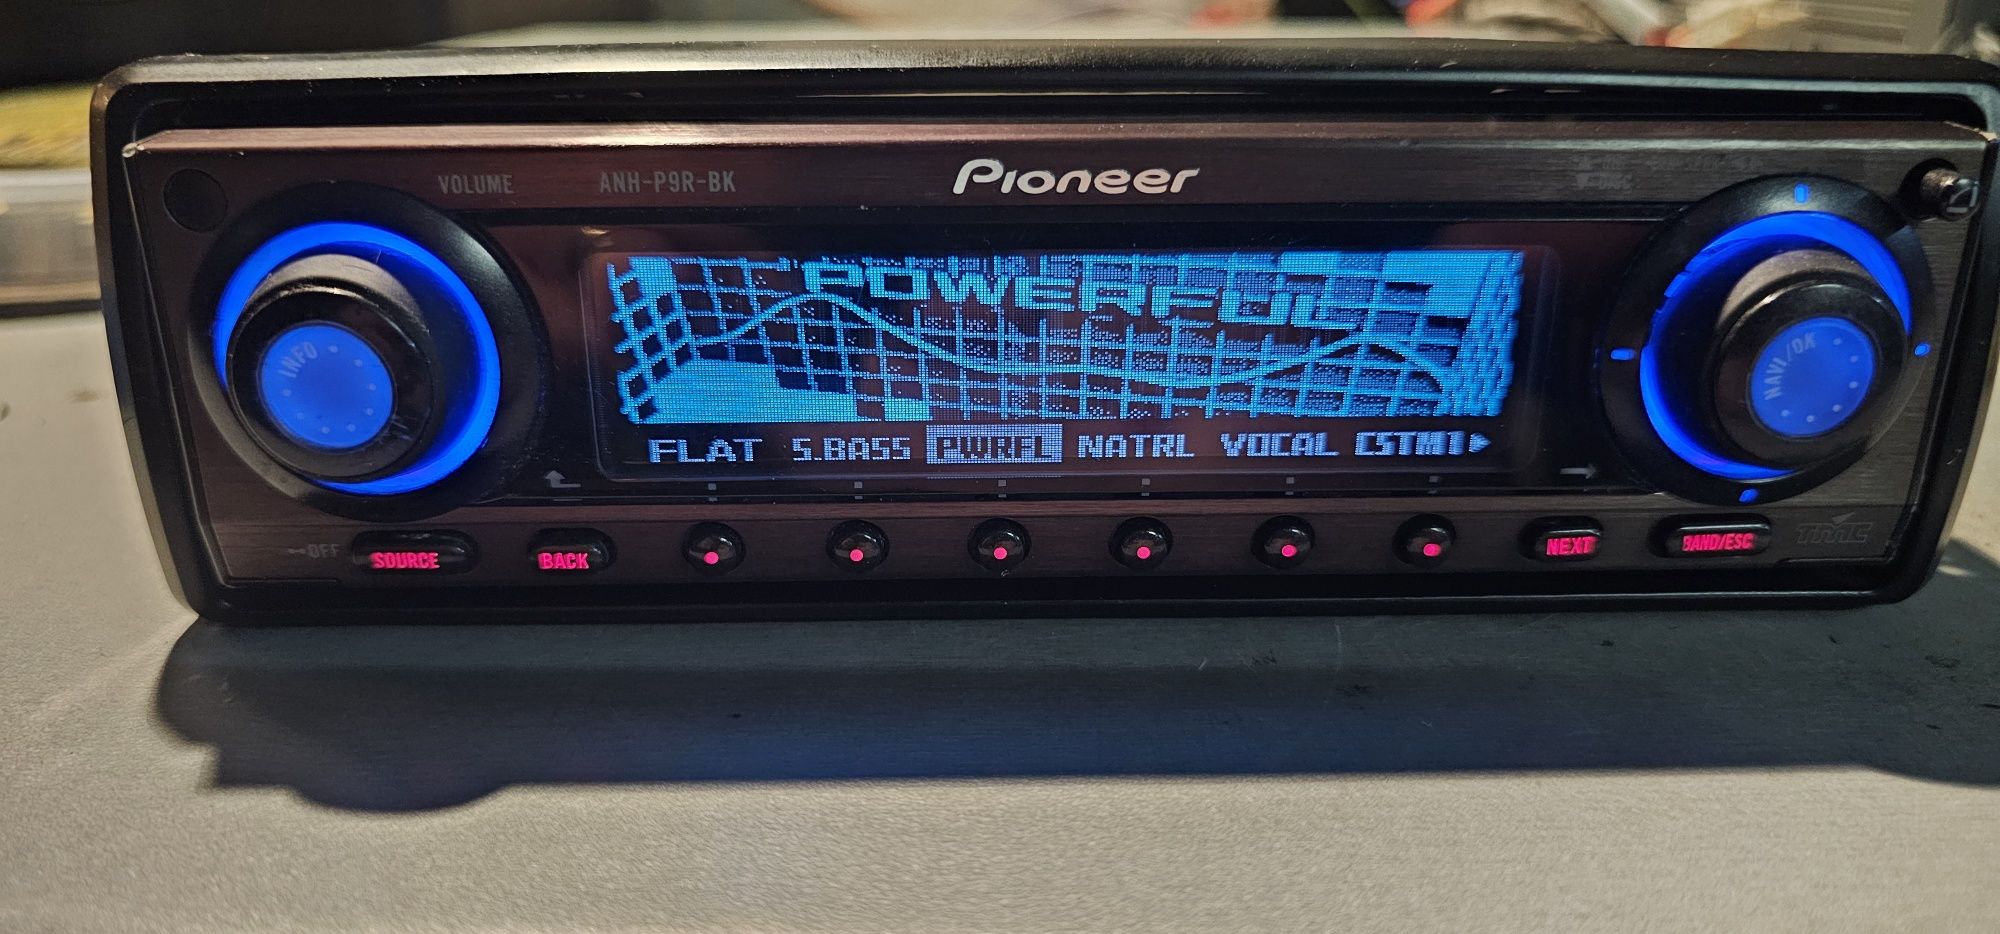 Pioneer
VOLUME ANH-P9R-BK
INFO
POWERFUL
NAVI/OK
FLAT S.BASS PWRFL NATRL VOCAL CSTM1
OFF SOURCE BACK NEXT BAND/ESC